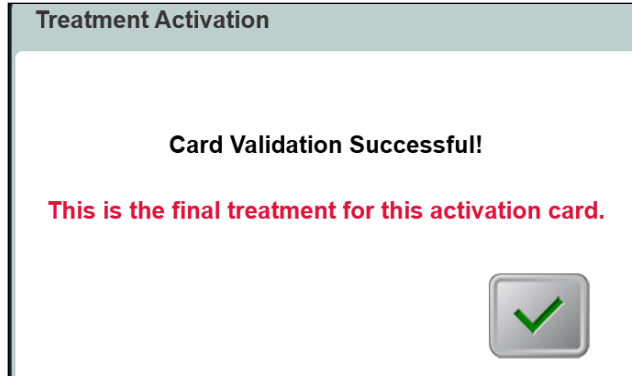 Treatment Activation
Card Validation Successful!
This is the final treatment for this activation card.